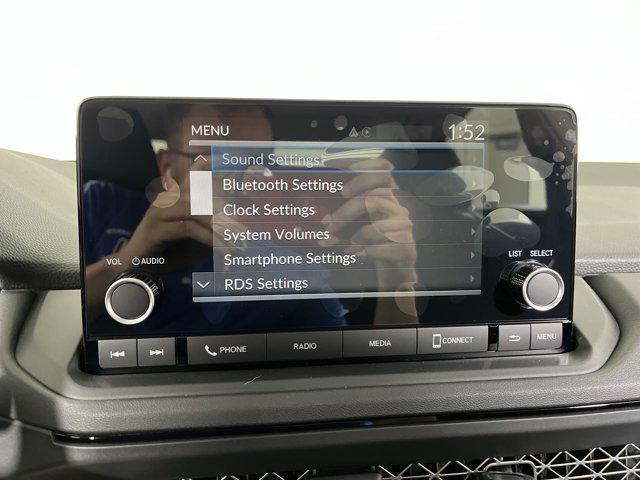 MENU 1:52
Sound Settings
Bluetooth Settings
Clock Settings
System Volumes
Smartphone Settings
RDS Settings
VOL AUDIO
LIST SELECT
PHONE RADIO MEDIA CONNECT MENU